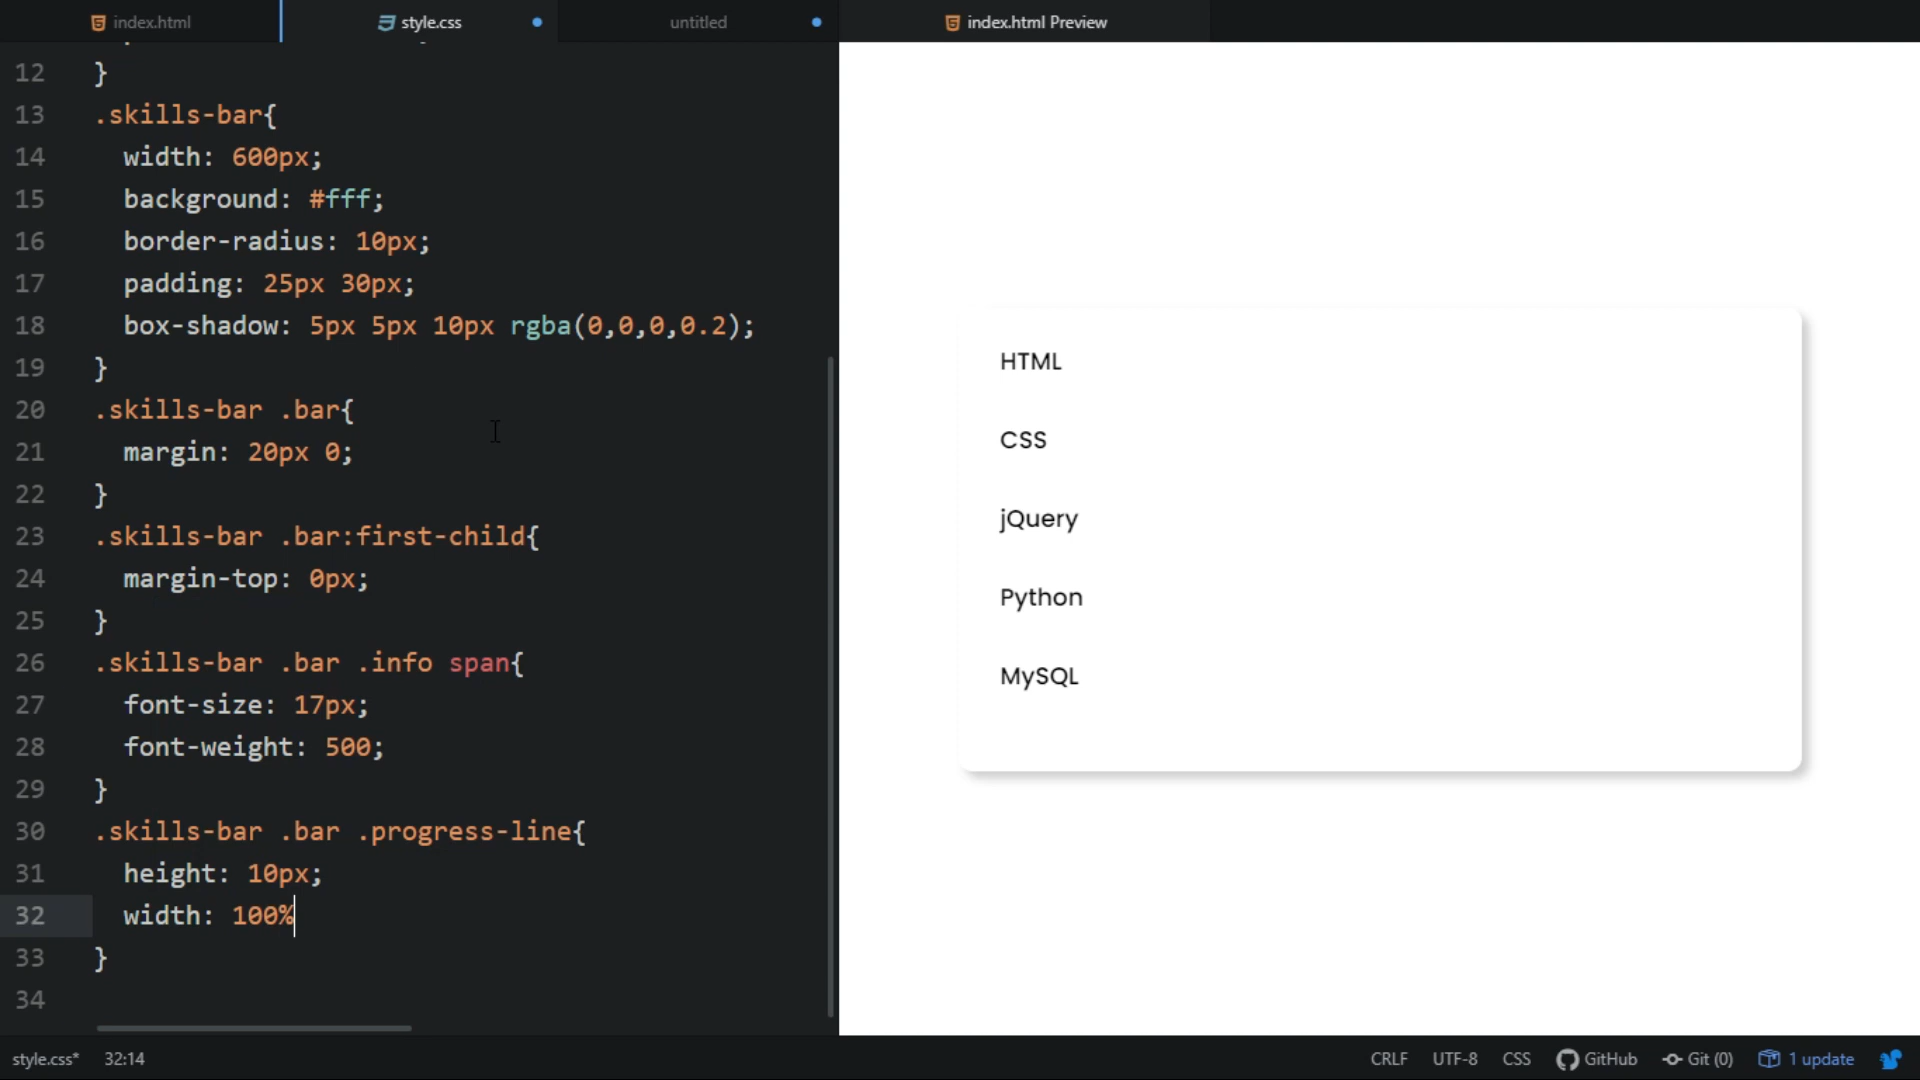 index.html
style.css
untitled
index.html Preview
12 }
13 .skills-bar{
14 width: 600px;
15 background: #fff;
16 border-radius: 10px;
17 padding: 25px 30px;
18 box-shadow: 5px 5px 10px rgba(0,0,0,0.2);
19 }
20 .skills-bar .bar{
21 margin: 20px 0;
22 }
23 .skills-bar .bar:first-child{
24 margin-top: 0px;
25 }
26 .skills-bar .bar .info span{
27 font-size: 17px;
28 font-weight: 500;
29 }
30 .skills-bar .bar .progress-line{
31 height: 10px;
32 width: 100%
33 }
34
HTML
CSS
jQuery
Python
MySQL
style.css* 32:14
CRLF UTF-8 CSS GitHub Git (0) 1 update